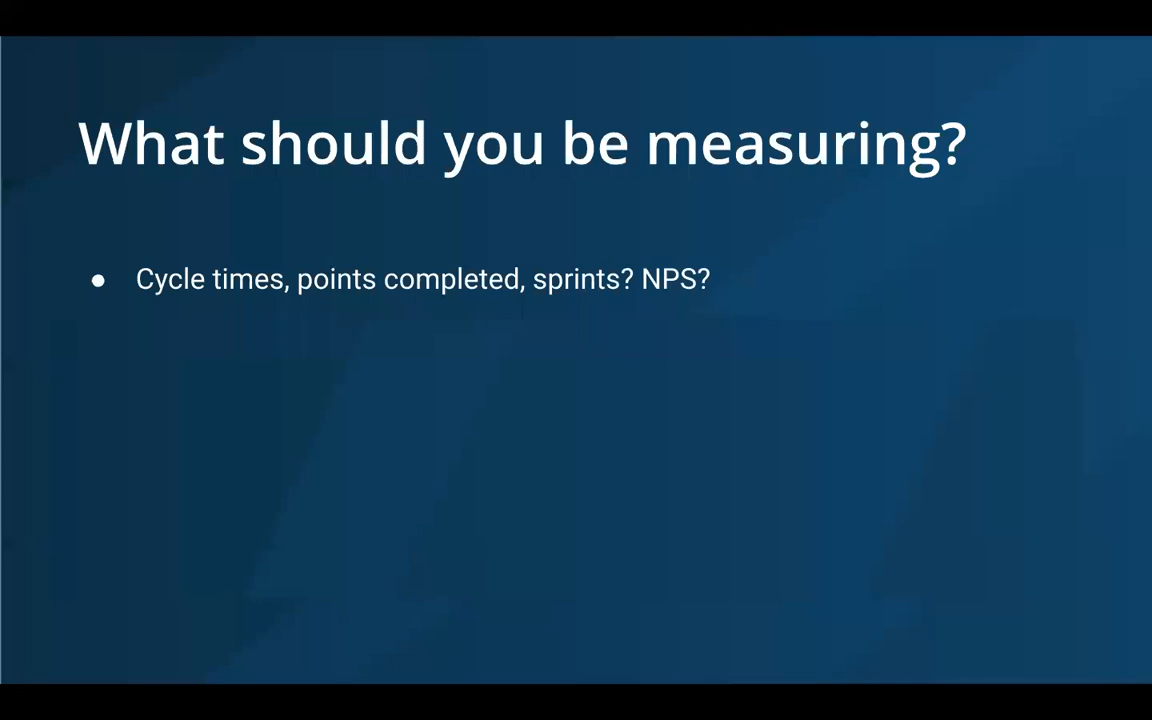 What should you be measuring?
● Cycle times, points completed, sprints? NPS?